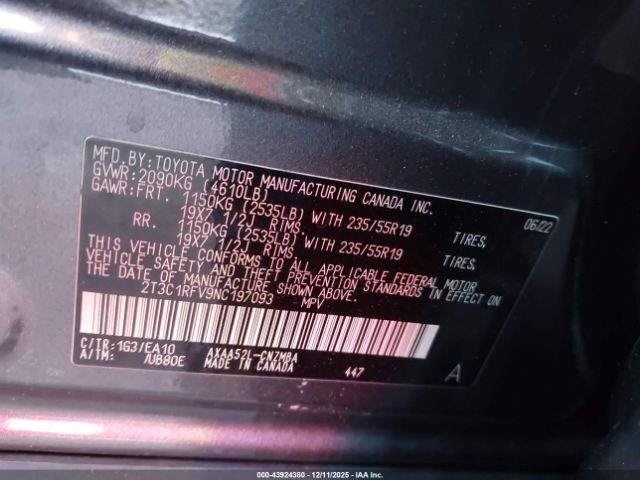 MFD.BY:TOYOTA MOTOR MANUFACTURING CANADA INC.
GVWR:2090KG (4610LB) 06/22
GAWR:FRT. 1150KG (2535LB) WITH 235/55R19 TIRES,
19X7 1/2J RIMS.
RR. 1150KG (2535LB) WITH 235/55R19 TIRES,
19X7 1/2J RIMS.
THIS VEHICLE CONFORMS TO ALL APPLICABLE FEDERAL MOTOR
VEHICLE SAFETY AND THEFT PREVENTION STANDARDS IN EFFECT ON
THE DATE OF MANUFACTURE SHOWN ABOVE.
2T3C1RFV9NC197093 MPV
C/TR:1G3/EA10 AXAA52L-CNZMBA
A/TM: /UB80E MADE IN CANADA 447 A
000-43924380 - 12/11/2025 - IAA Inc.